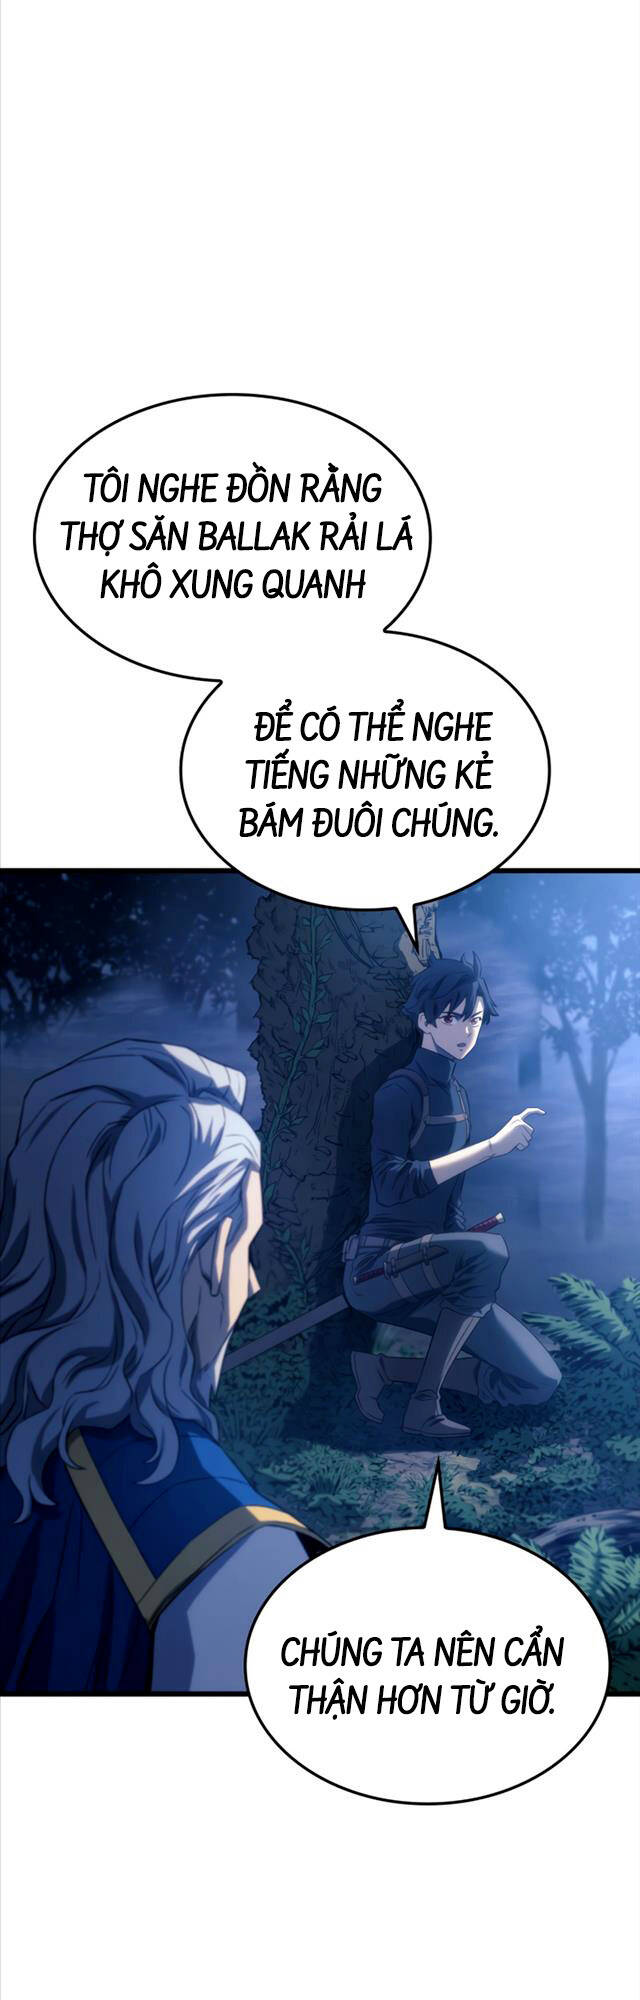 TÔI NGHE ĐỒN RẰNG
THỢ SĂN BALLAK RẢI LÁ
KHÔ XUNG QUANH
ĐỂ CÓ THỂ NGHE
TIẾNG NHỮNG KẺ
BÁM ĐUÔI CHÚNG.
CHÚNG TA NÊN CẨN
THẬN HƠN TỪ GIỜ.